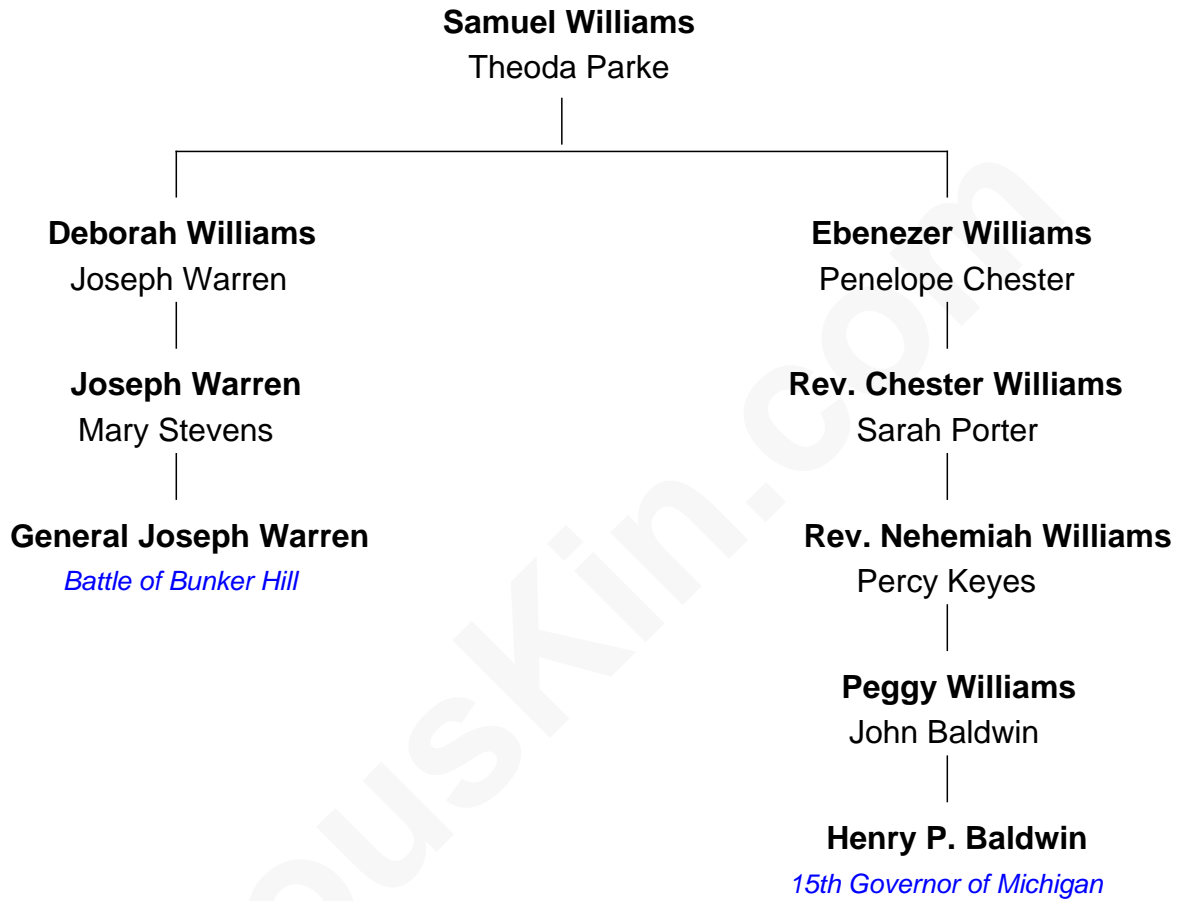 Samuel Williams
Theoda Parke
Deborah Williams
Joseph Warren
Ebenezer Williams
Penelope Chester
Joseph Warren
Mary Stevens
Rev. Chester Williams
Sarah Porter
General Joseph Warren
Battle of Bunker Hill
Rev. Nehemiah Williams
Percy Keyes
Peggy Williams
John Baldwin
Henry P. Baldwin
15th Governor of Michigan
ousKin.com